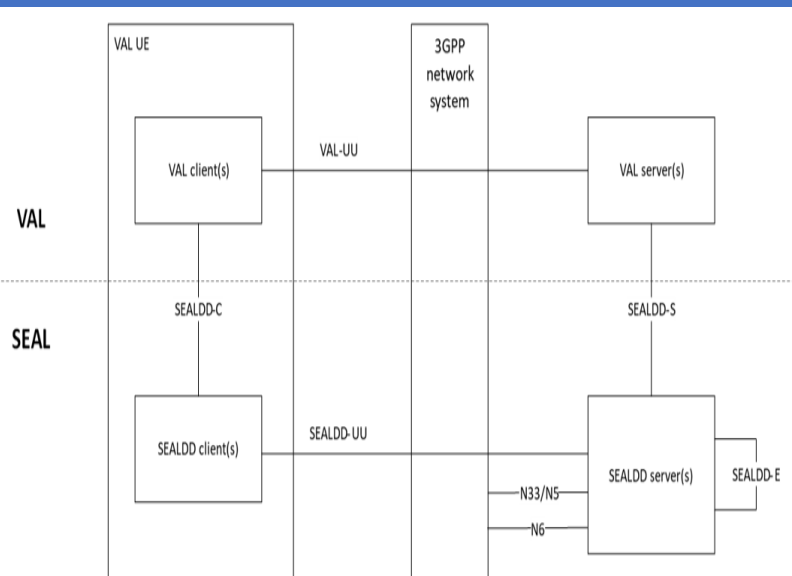 VAL UE
3GPP
network
system
VAL-UU
VAL client(s)
VAL server(s)
VAL
SEALDD-C
SEALDD-S
SEAL
SEALDD-UU
SEALDD client(s)
SEALDD server(s)
SEALDD-E
N33/N5
N6